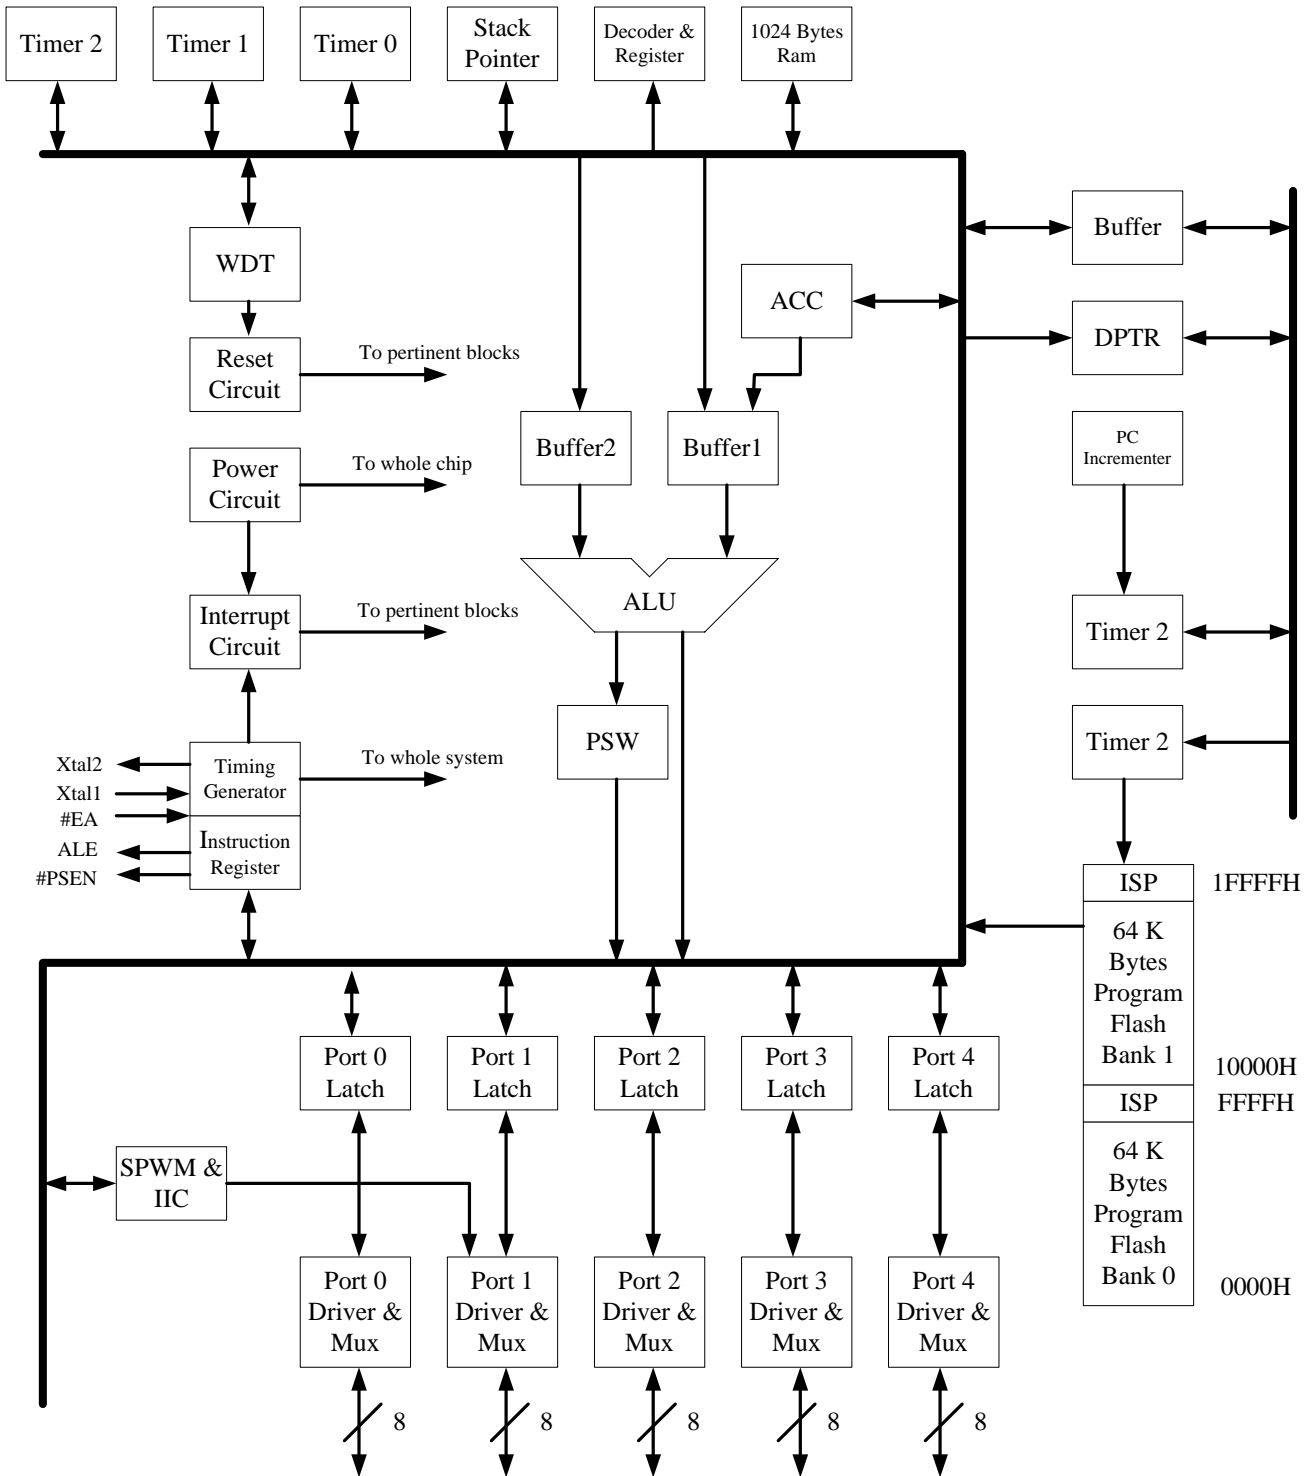 Timer 2
Timer 1
Timer 0
Stack
Pointer
Decoder &
Register
1024 Bytes
Ram
WDT
Buffer
ACC
Reset
Circuit
To pertinent blocks
DPTR
Buffer2
Buffer1
PC
Incrementer
Power
Circuit
To whole chip
Interrupt
Circuit
To pertinent blocks
ALU
Timer 2
PSW
Timer 2
Xtal2
Xtal1
#EA
ALE
#PSEN
Timing
Generator
To whole system
Instruction
Register
ISP
1FFFFH
64 K
Bytes
Program
Flash
Bank 1
10000H
ISP
FFFFH
64 K
Bytes
Program
Flash
Bank 0
0000H
Port 0
Latch
Port 1
Latch
Port 2
Latch
Port 3
Latch
Port 4
Latch
SPWM &
IIC
Port 0
Driver &
Mux
Port 1
Driver &
Mux
Port 2
Driver &
Mux
Port 3
Driver &
Mux
Port 4
Driver &
Mux
8
8
8
8
8